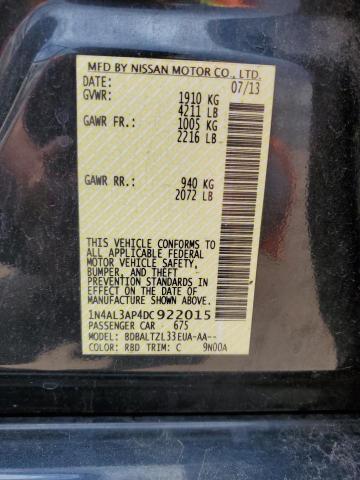 MFD BY NISSAN MOTOR CO., LTD.
DATE: 07/13
GVWR: 1910 KG
4211 LB
GAWR FR: 1005 KG
2216 LB
GAWR RR: 940 KG
2072 LB
THIS VEHICLE CONFORMS TO
ALL APPLICABLE FEDERAL
MOTOR VEHICLE SAFETY,
BUMPER, AND THEFT
PREVENTION STANDARDS IN
EFFECT ON THE DATE OF
MANUFACTURE SHOWN ABOVE.
1N4AL3AP4DC922015
PASSENGER CAR 675
MODEL: BDBALTZL33EUA-AA--
COLOR: RBD TRIM: C 9N00A